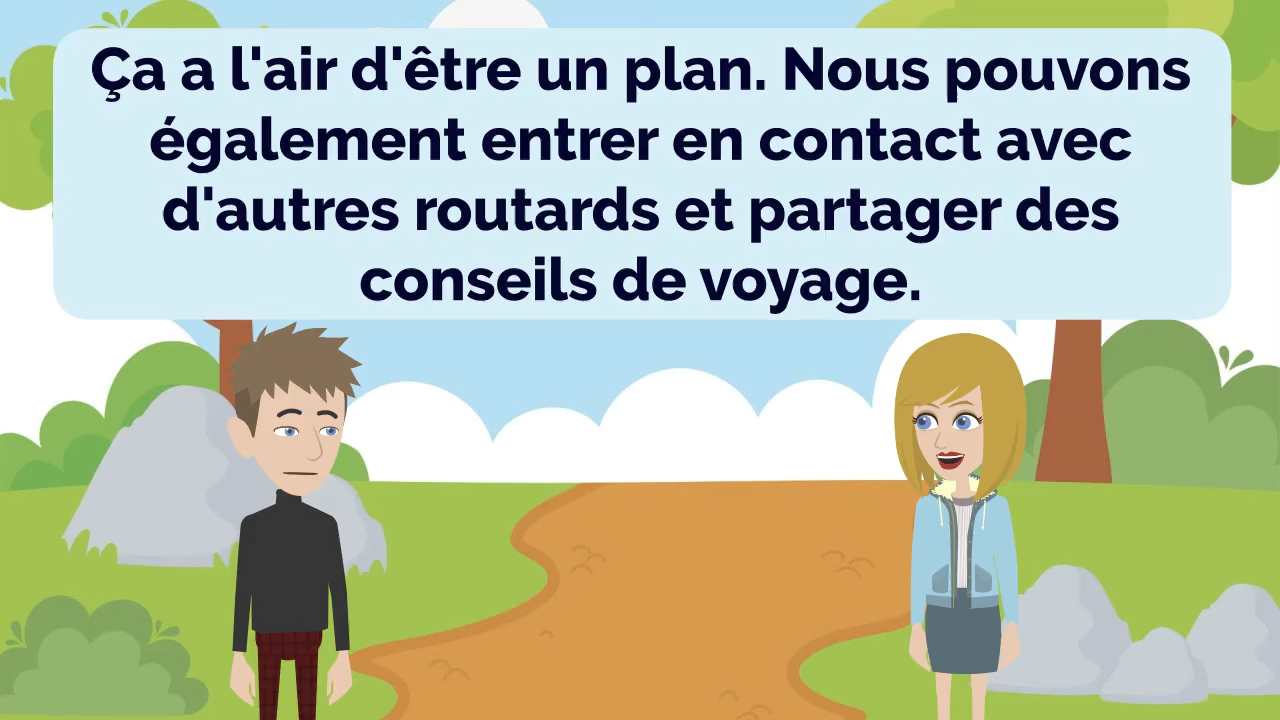 Ça a l'air d'être un plan. Nous pouvons
également entrer en contact avec
d'autres routards et partager des
conseils de voyage.